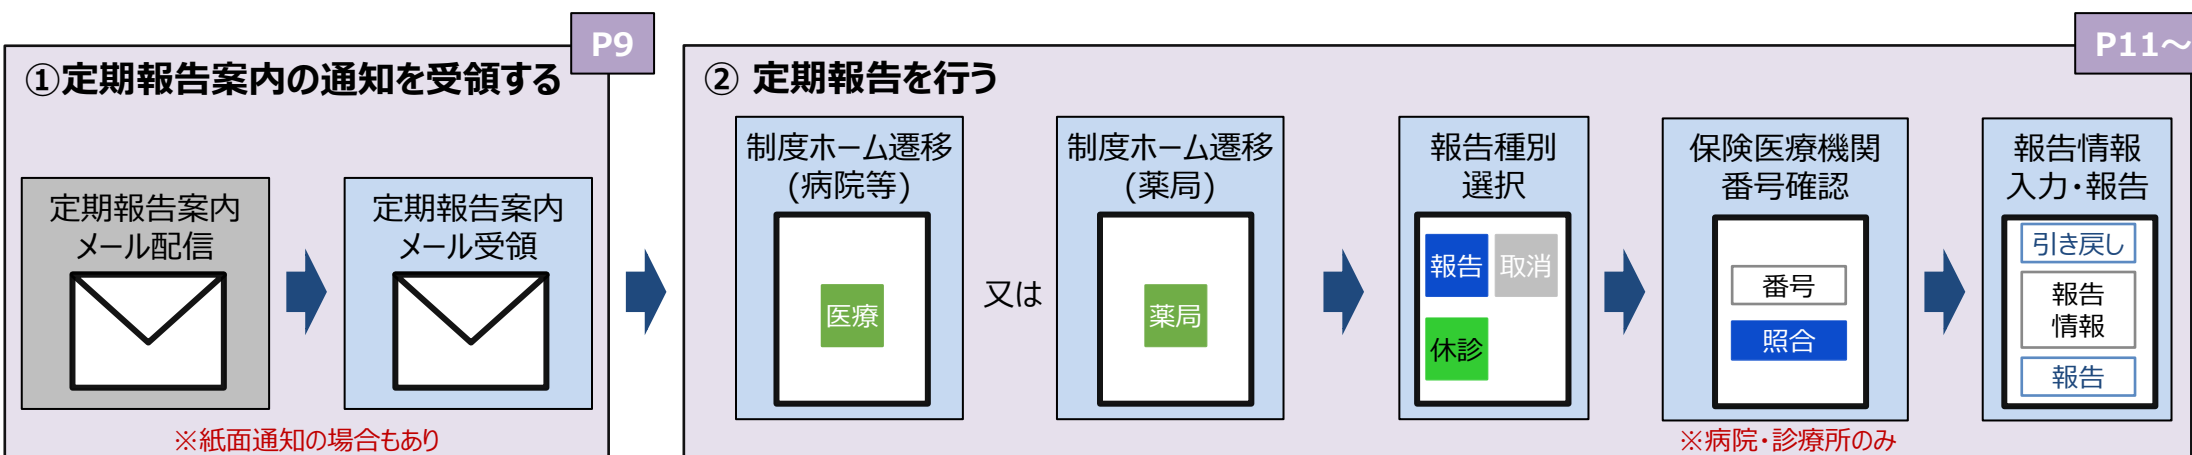 P9
①定期報告案内の通知を受領する
定期報告案内
メール配信
定期報告案内
メール受領
※紙面通知の場合もあり
P11～
② 定期報告を行う
制度ホーム遷移
(病院等)
医療
又は
制度ホーム遷移
(薬局)
薬局
報告種別
選択
報告 取消
休診
保険医療機関
番号確認
番号
照合
※病院・診療所のみ
報告情報
入力・報告
引き戻し
報告
情報
報告